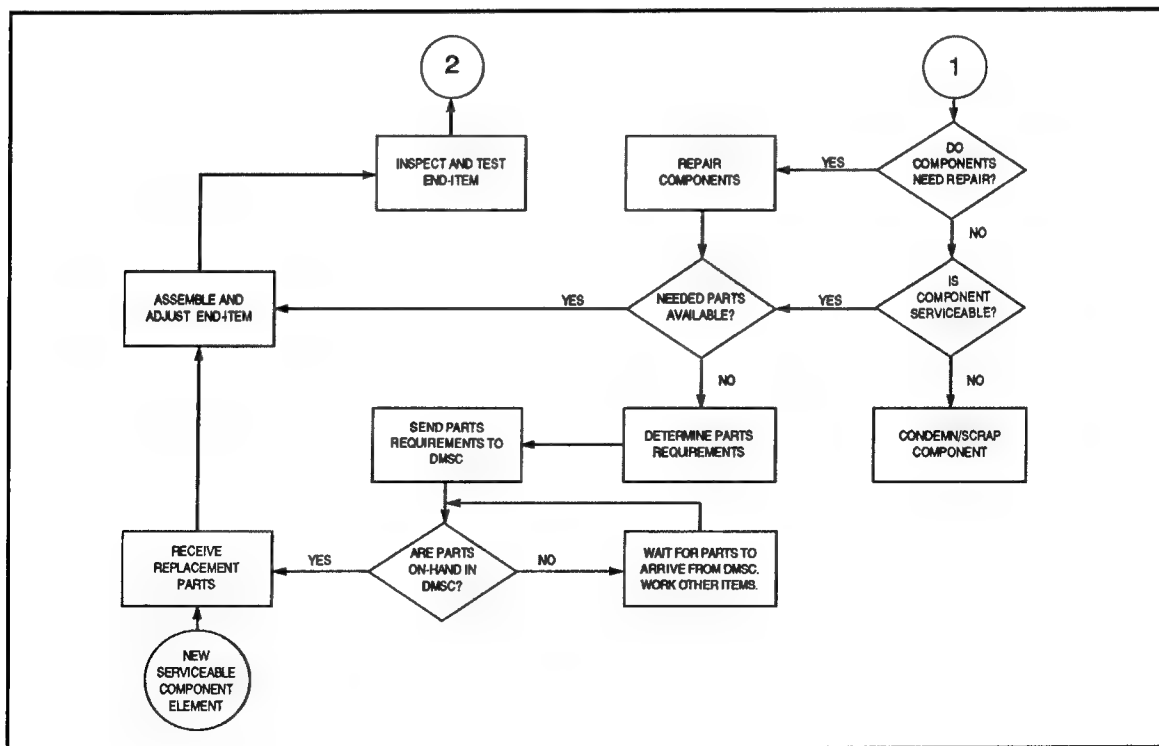 2
1
INSPECT AND TEST
END-ITEM
REPAIR
COMPONENTS
YES
DO
COMPONENTS
NEED REPAIR?
NO
ASSEMBLE AND
ADJUST END-ITEM
YES
NEEDED PARTS
AVAILABLE?
YES
IS
COMPONENT
SERVICEABLE?
NO
NO
SEND PARTS
REQUIREMENTS TO
DMSC
DETERMINE PARTS
REQUIREMENTS
CONDEMN/SCRAP
COMPONENT
RECEIVE
REPLACEMENT
PARTS
YES
ARE PARTS
ON-HAND IN
DMSC?
NO
WAIT FOR PARTS TO
ARRIVE FROM DMSC.
WORK OTHER ITEMS.
NEW
SERVICEABLE
COMPONENT
ELEMENT